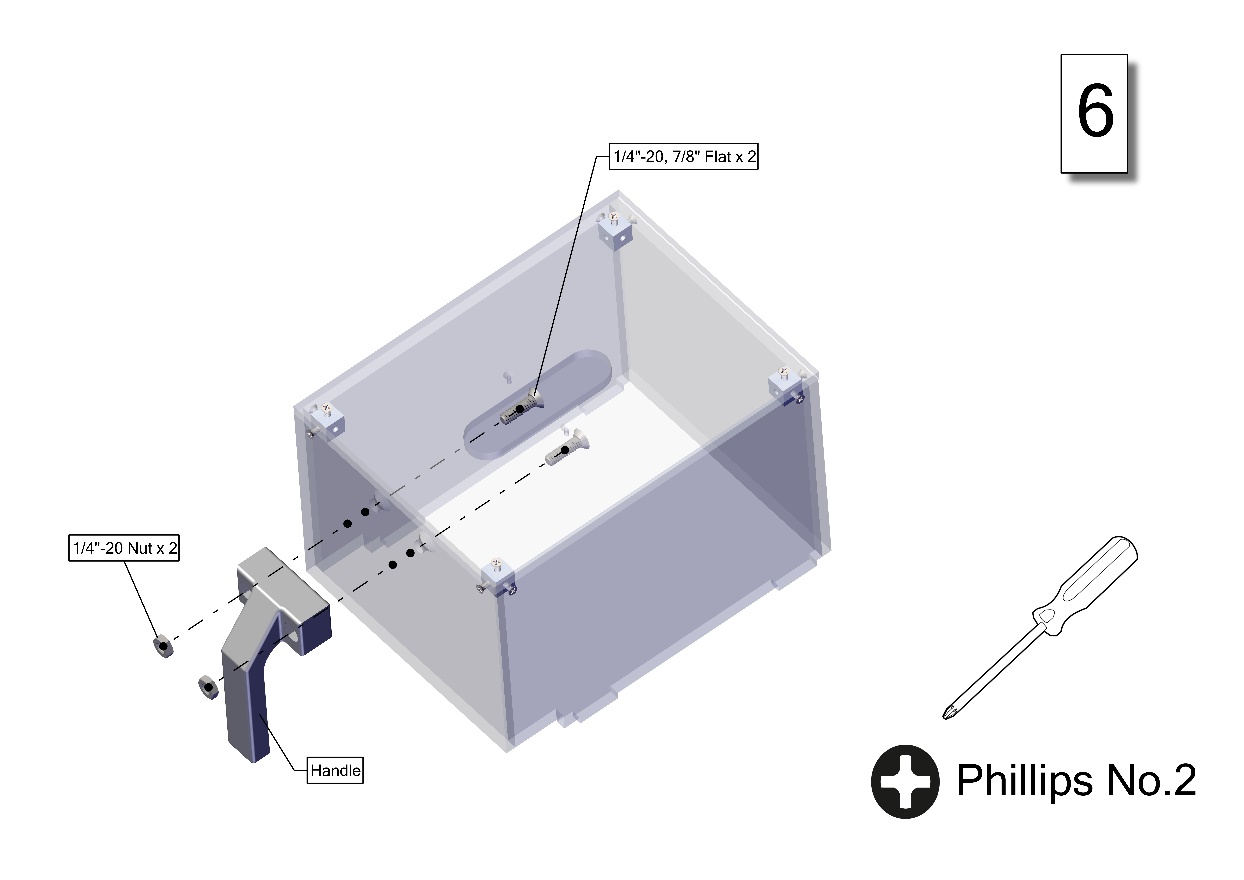 6
1/4"-20, 7/8" Flat x 2
1/4"-20 Nut x 2
Handle
Phillips No.2